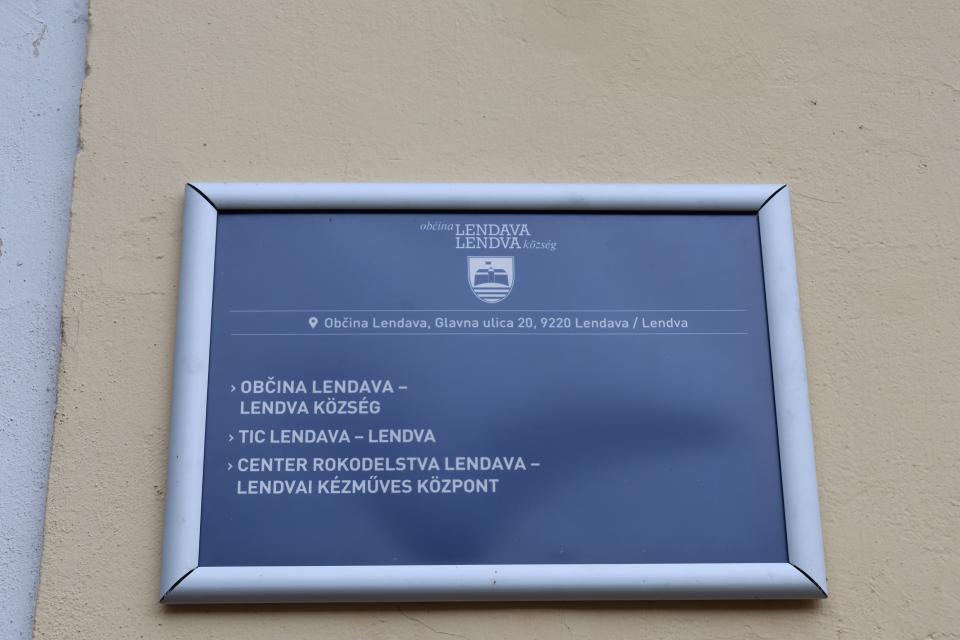 občina LENDAVA
LENDVA község
Občina Lendava, Glavna ulica 20, 9220 Lendava / Lendva
› OBČINA LENDAVA –
LENDVA KÖZSÉG
› TIC LENDAVA – LENDVA
› CENTER ROKODELSTVA LENDAVA –
LENDVAI KÉZMŰVES KÖZPONT